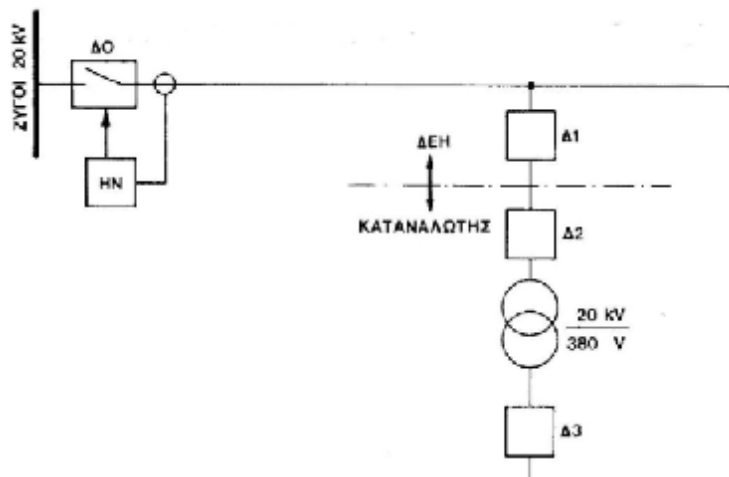 ΖΥΓΟΙ 20 kV
ΔΟ
ΗΝ
ΔΕΗ
ΚΑΤΑΝΑΛΩΤΗΣ
Δ1
Δ2
20 kV
380 V
Δ3